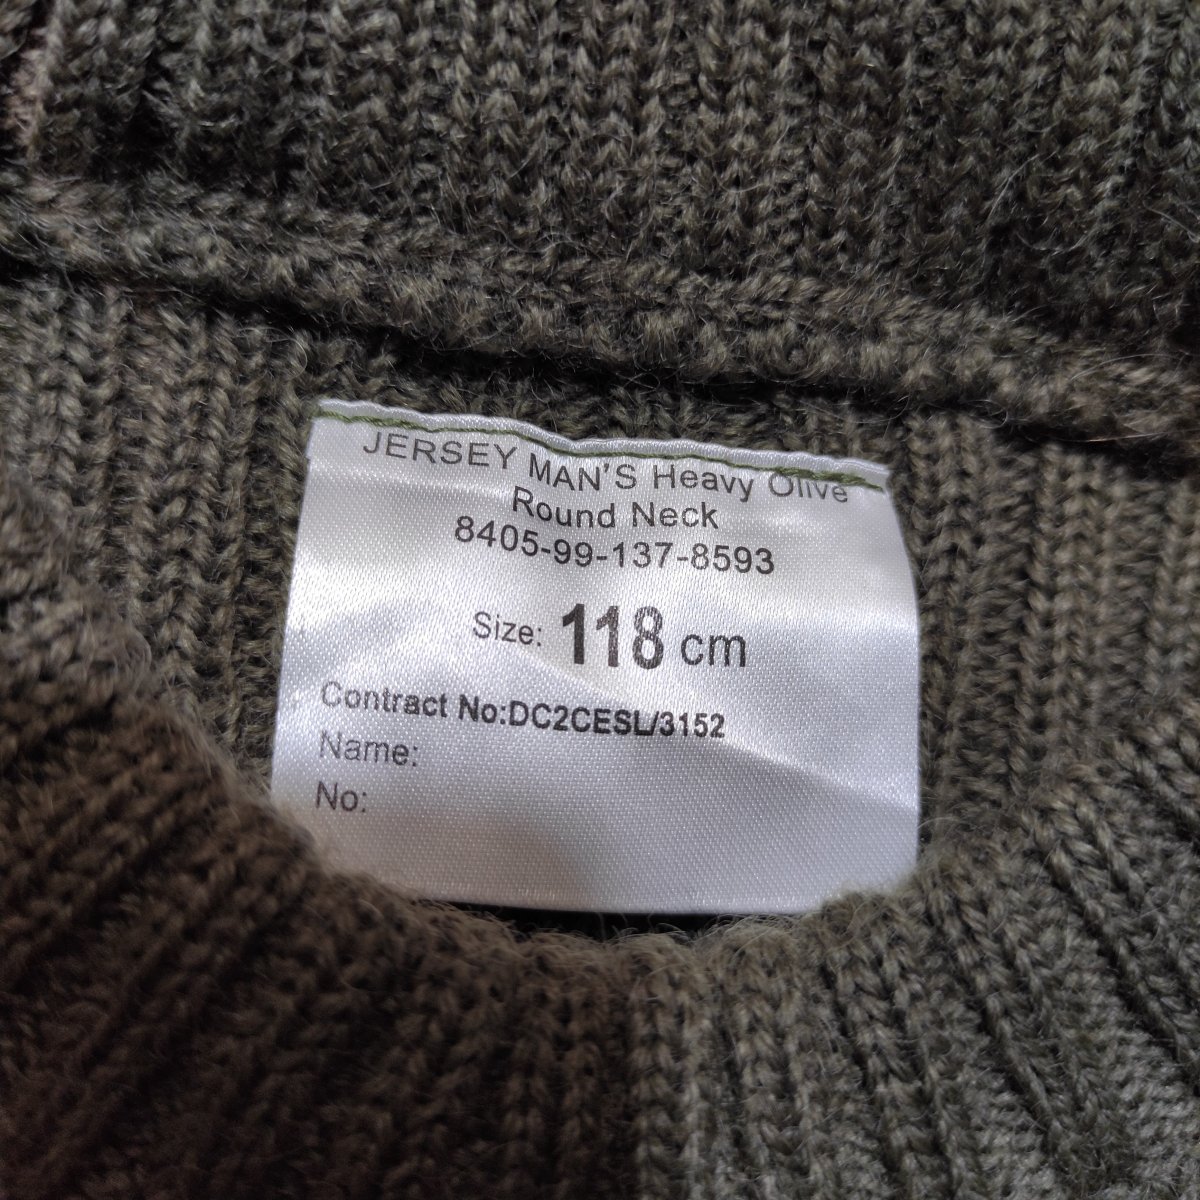 JERSEY MAN'S Heavy Olive
Round Neck
8405-99-137-8593
Size: 118 cm
Contract No:DC2CESL/3152
Name:
No: